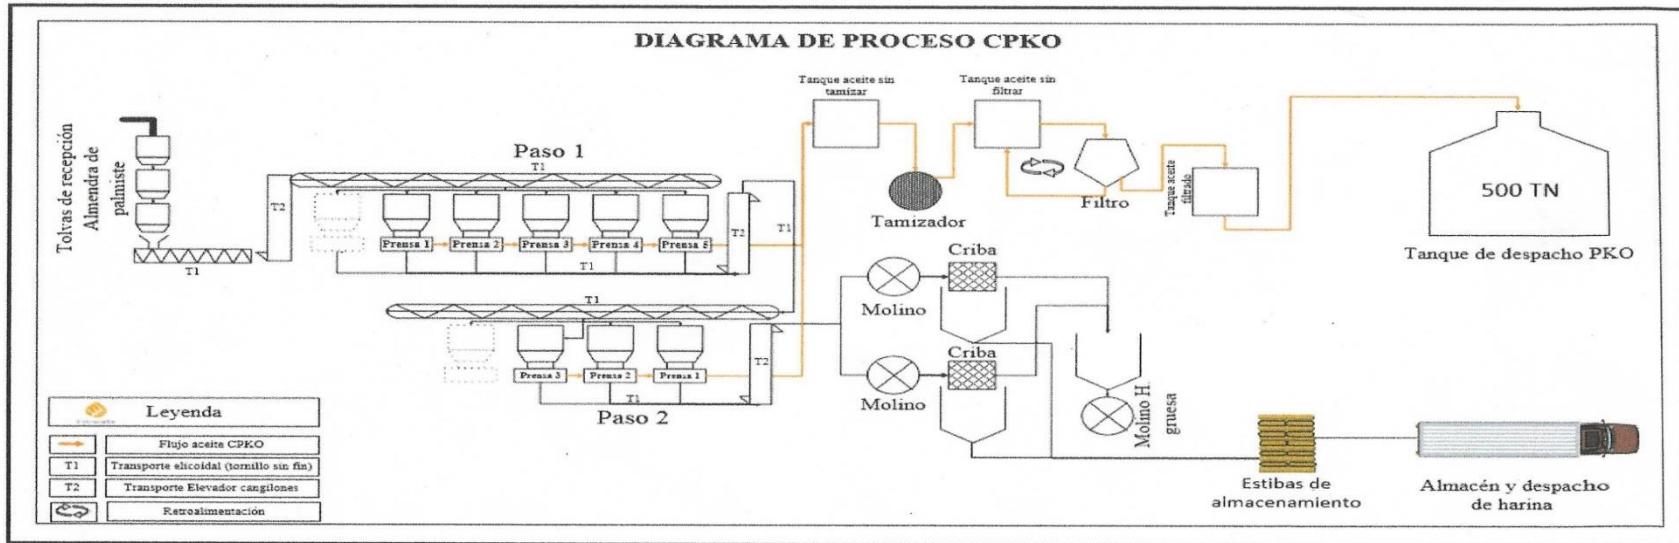 DIAGRAMA DE PROCESO CPKO
Tolvas de recepción
Almendra de
palmiste
T1
T2
Paso 1
T1
Prensa 1
Prensa 2
Prensa 3
Prensa 4
Prensa 5
T1
T2
T1
T1
Prensa 3
Prensa 2
Prensa 1
T1
T2
Paso 2
Tanque aceite sin
tamizar
Tamizador
Tanque aceite sin
filtrar
Filtro
Tanque aceite
filtrado
500 TN
Tanque de despacho PKO
Molino
Criba
Molino
Criba
Molino H.
gruesa
Estibas de
almacenamiento
Almacén y despacho
de harina
Leyenda
Flujo aceite CPKO
T1
Transporte elicoidal (tornillo sin fin)
T2
Transporte Elevador cangilones
Retroalimentación